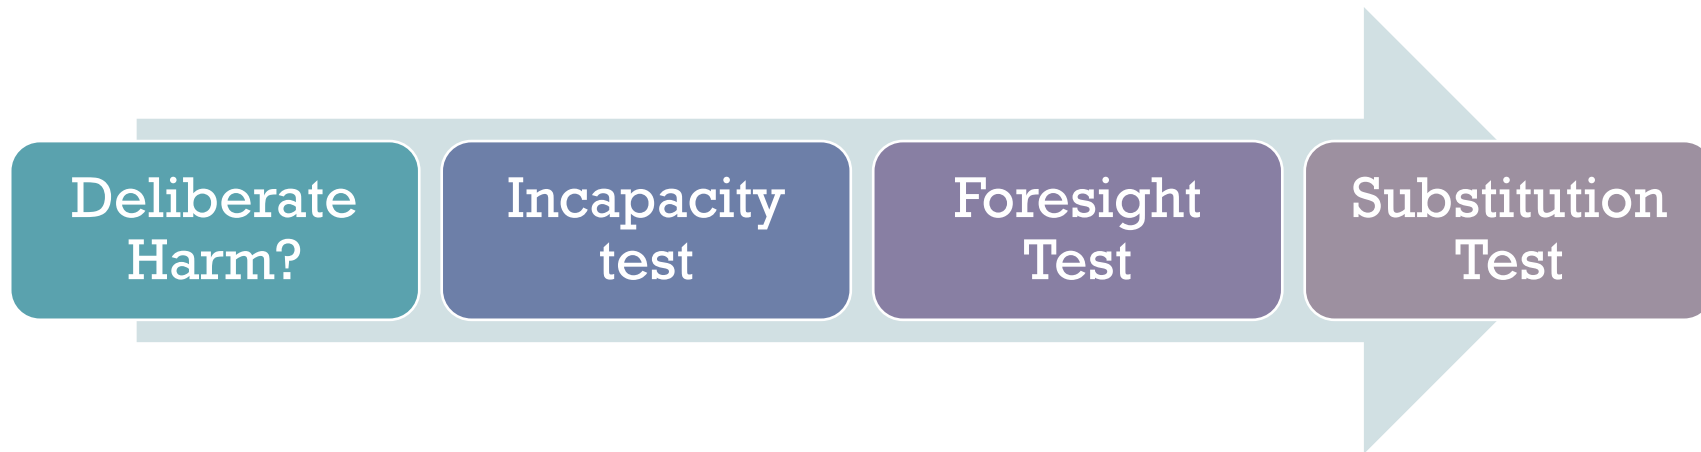 Deliberate
Harm?
Incapacity
test
Foresight
Test
Substitution
Test